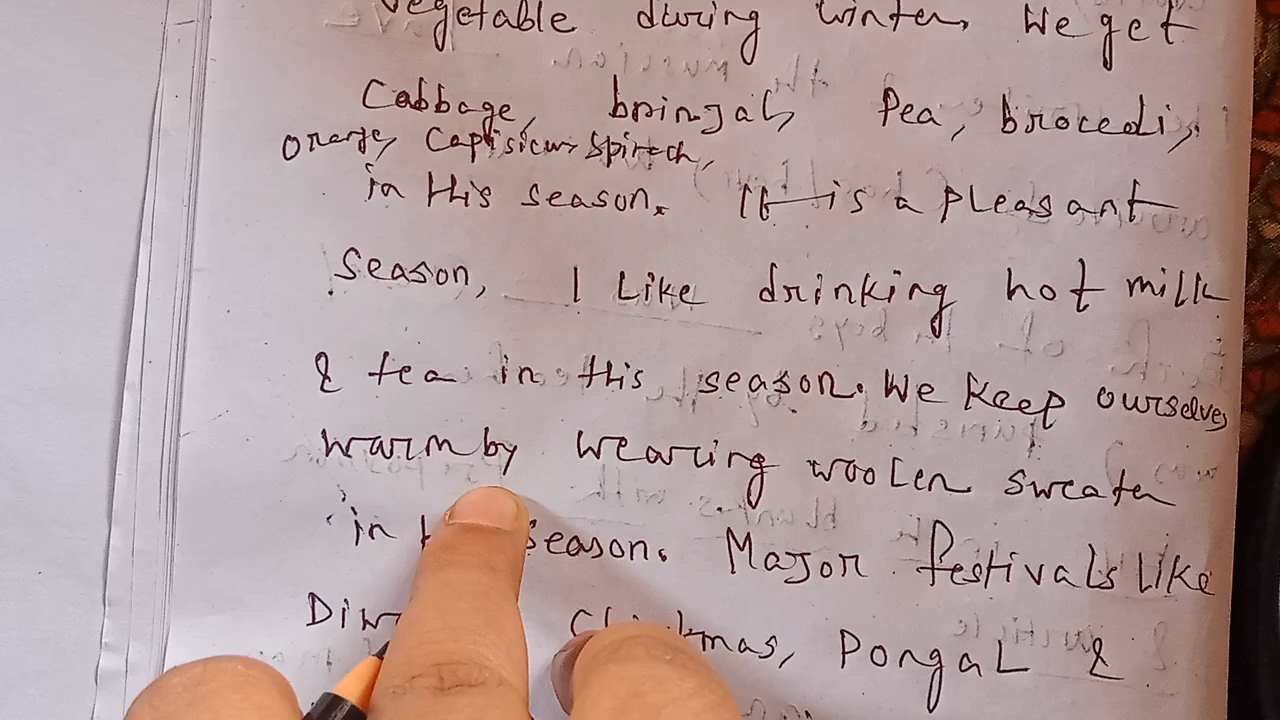 vegetable during winter, we get
Cabbage, bringals, Pea, brocedi,
orange, Capsicum, Spinach,
in this season. It is a pleasant
season, I Like drinking hot milk
& tea in this season. We keep ourselves
warm by wearing woolen sweater
in season. Major festivals like
mas, Pongal &